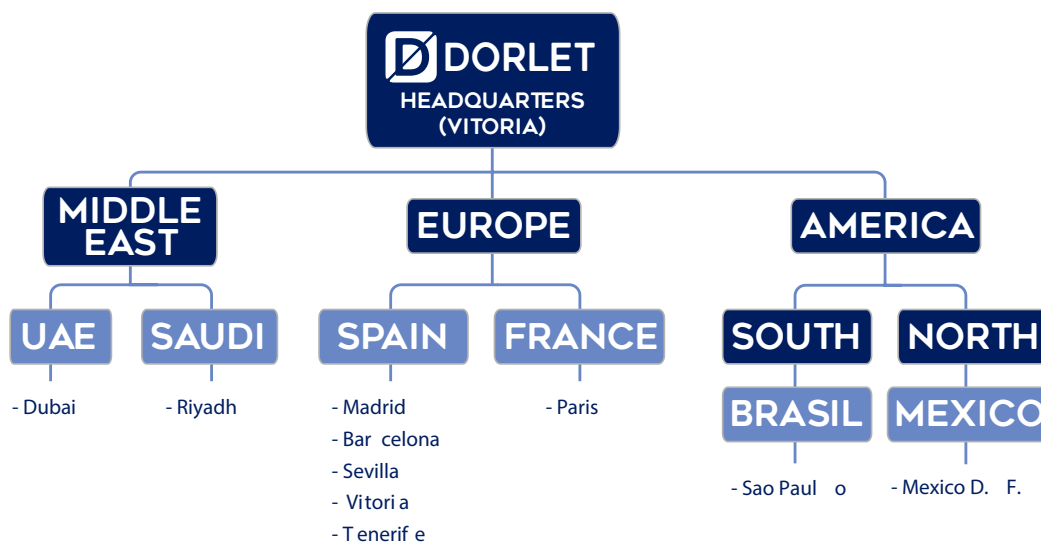 DORLET
HEADQUARTERS
(VITORIA)
MIDDLE
EAST
EUROPE
AMERICA
UAE
SAUDI
SPAIN
FRANCE
SOUTH
NORTH
- Dubai
- Riyadh
- Madrid
- Bar celona
- Sevilla
- Vitori a
- T enerif e
- Paris
BRASIL
MEXICO
- Sao Paul o
- Mexico D. F.